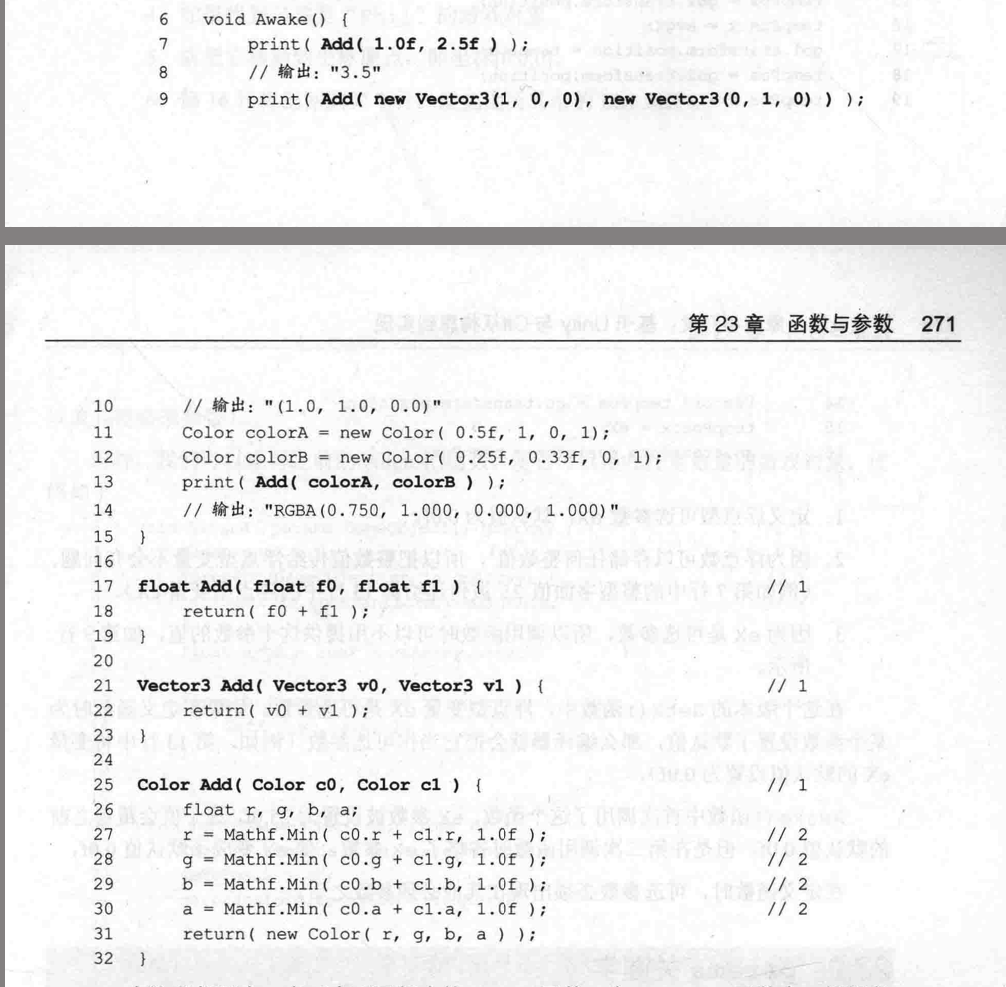 6 void Awake() {
7 print( Add( 1.0f, 2.5f ) );
8 // 输出: "3.5"
9 print( Add( new Vector3(1, 0, 0), new Vector3(0, 1, 0) ) );
第 23 章 函数与参数 271
10 // 输出: "(1.0, 1.0, 0.0)"
11 Color colorA = new Color( 0.5f, 1, 0, 1);
12 Color colorB = new Color( 0.25f, 0.33f, 0, 1);
13 print( Add( colorA, colorB ) );
14 // 输出: "RGBA(0.750, 1.000, 0.000, 1.000)"
15 }
16
17 float Add( float f0, float f1 ) { // 1
18 return( f0 + f1 );
19 }
20
21 Vector3 Add( Vector3 v0, Vector3 v1 ) { // 1
22 return( v0 + v1 );
23 }
24
25 Color Add( Color c0, Color c1 ) { // 1
26 float r, g, b, a;
27 r = Mathf.Min( c0.r + c1.r, 1.0f ); // 2
28 g = Mathf.Min( c0.g + c1.g, 1.0f ); // 2
29 b = Mathf.Min( c0.b + c1.b, 1.0f ); // 2
30 a = Mathf.Min( c0.a + c1.a, 1.0f ); // 2
31 return( new Color( r, g, b, a ) );
32 }